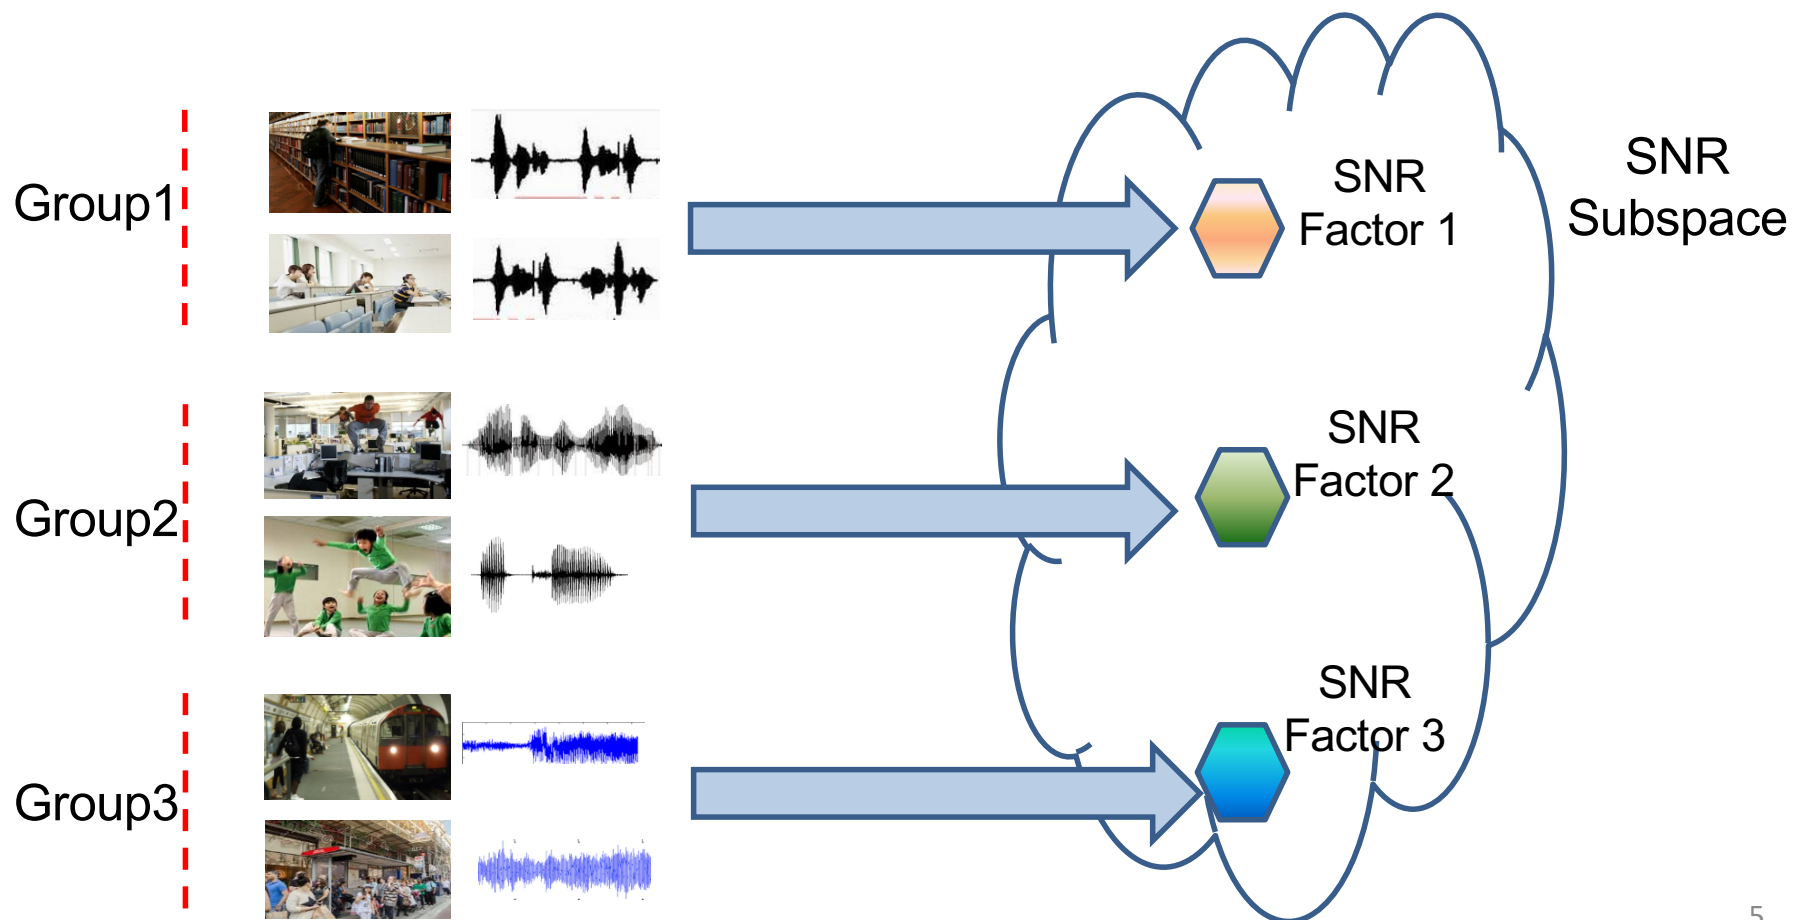 Group1
SNR
Factor 1
SNR
Subspace
Group2
SNR
Factor 2
Group3
SNR
Factor 3
5